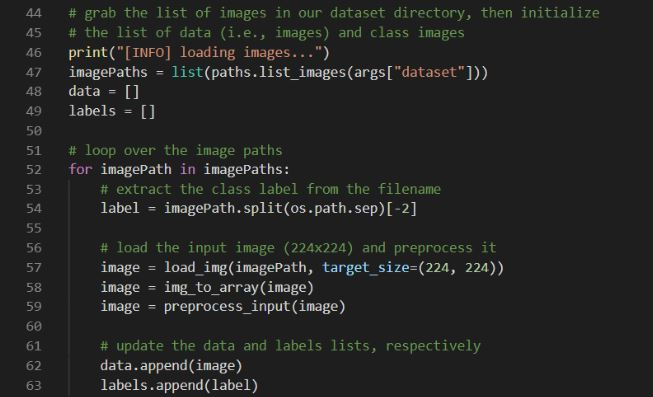 44 # grab the list of images in our dataset directory, then initialize
45 # the list of data (i.e., images) and class images
46 print("[INFO] loading images...")
47 imagePaths = list(paths.list_images(args["dataset"]))
48 data = []
49 labels = []
50
51 # loop over the image paths
52 for imagePath in imagePaths:
53     # extract the class label from the filename
54     label = imagePath.split(os.path.sep)[-2]
55
56     # load the input image (224x224) and preprocess it
57     image = load_img(imagePath, target_size=(224, 224))
58     image = img_to_array(image)
59     image = preprocess_input(image)
60
61     # update the data and labels lists, respectively
62     data.append(image)
63     labels.append(label)